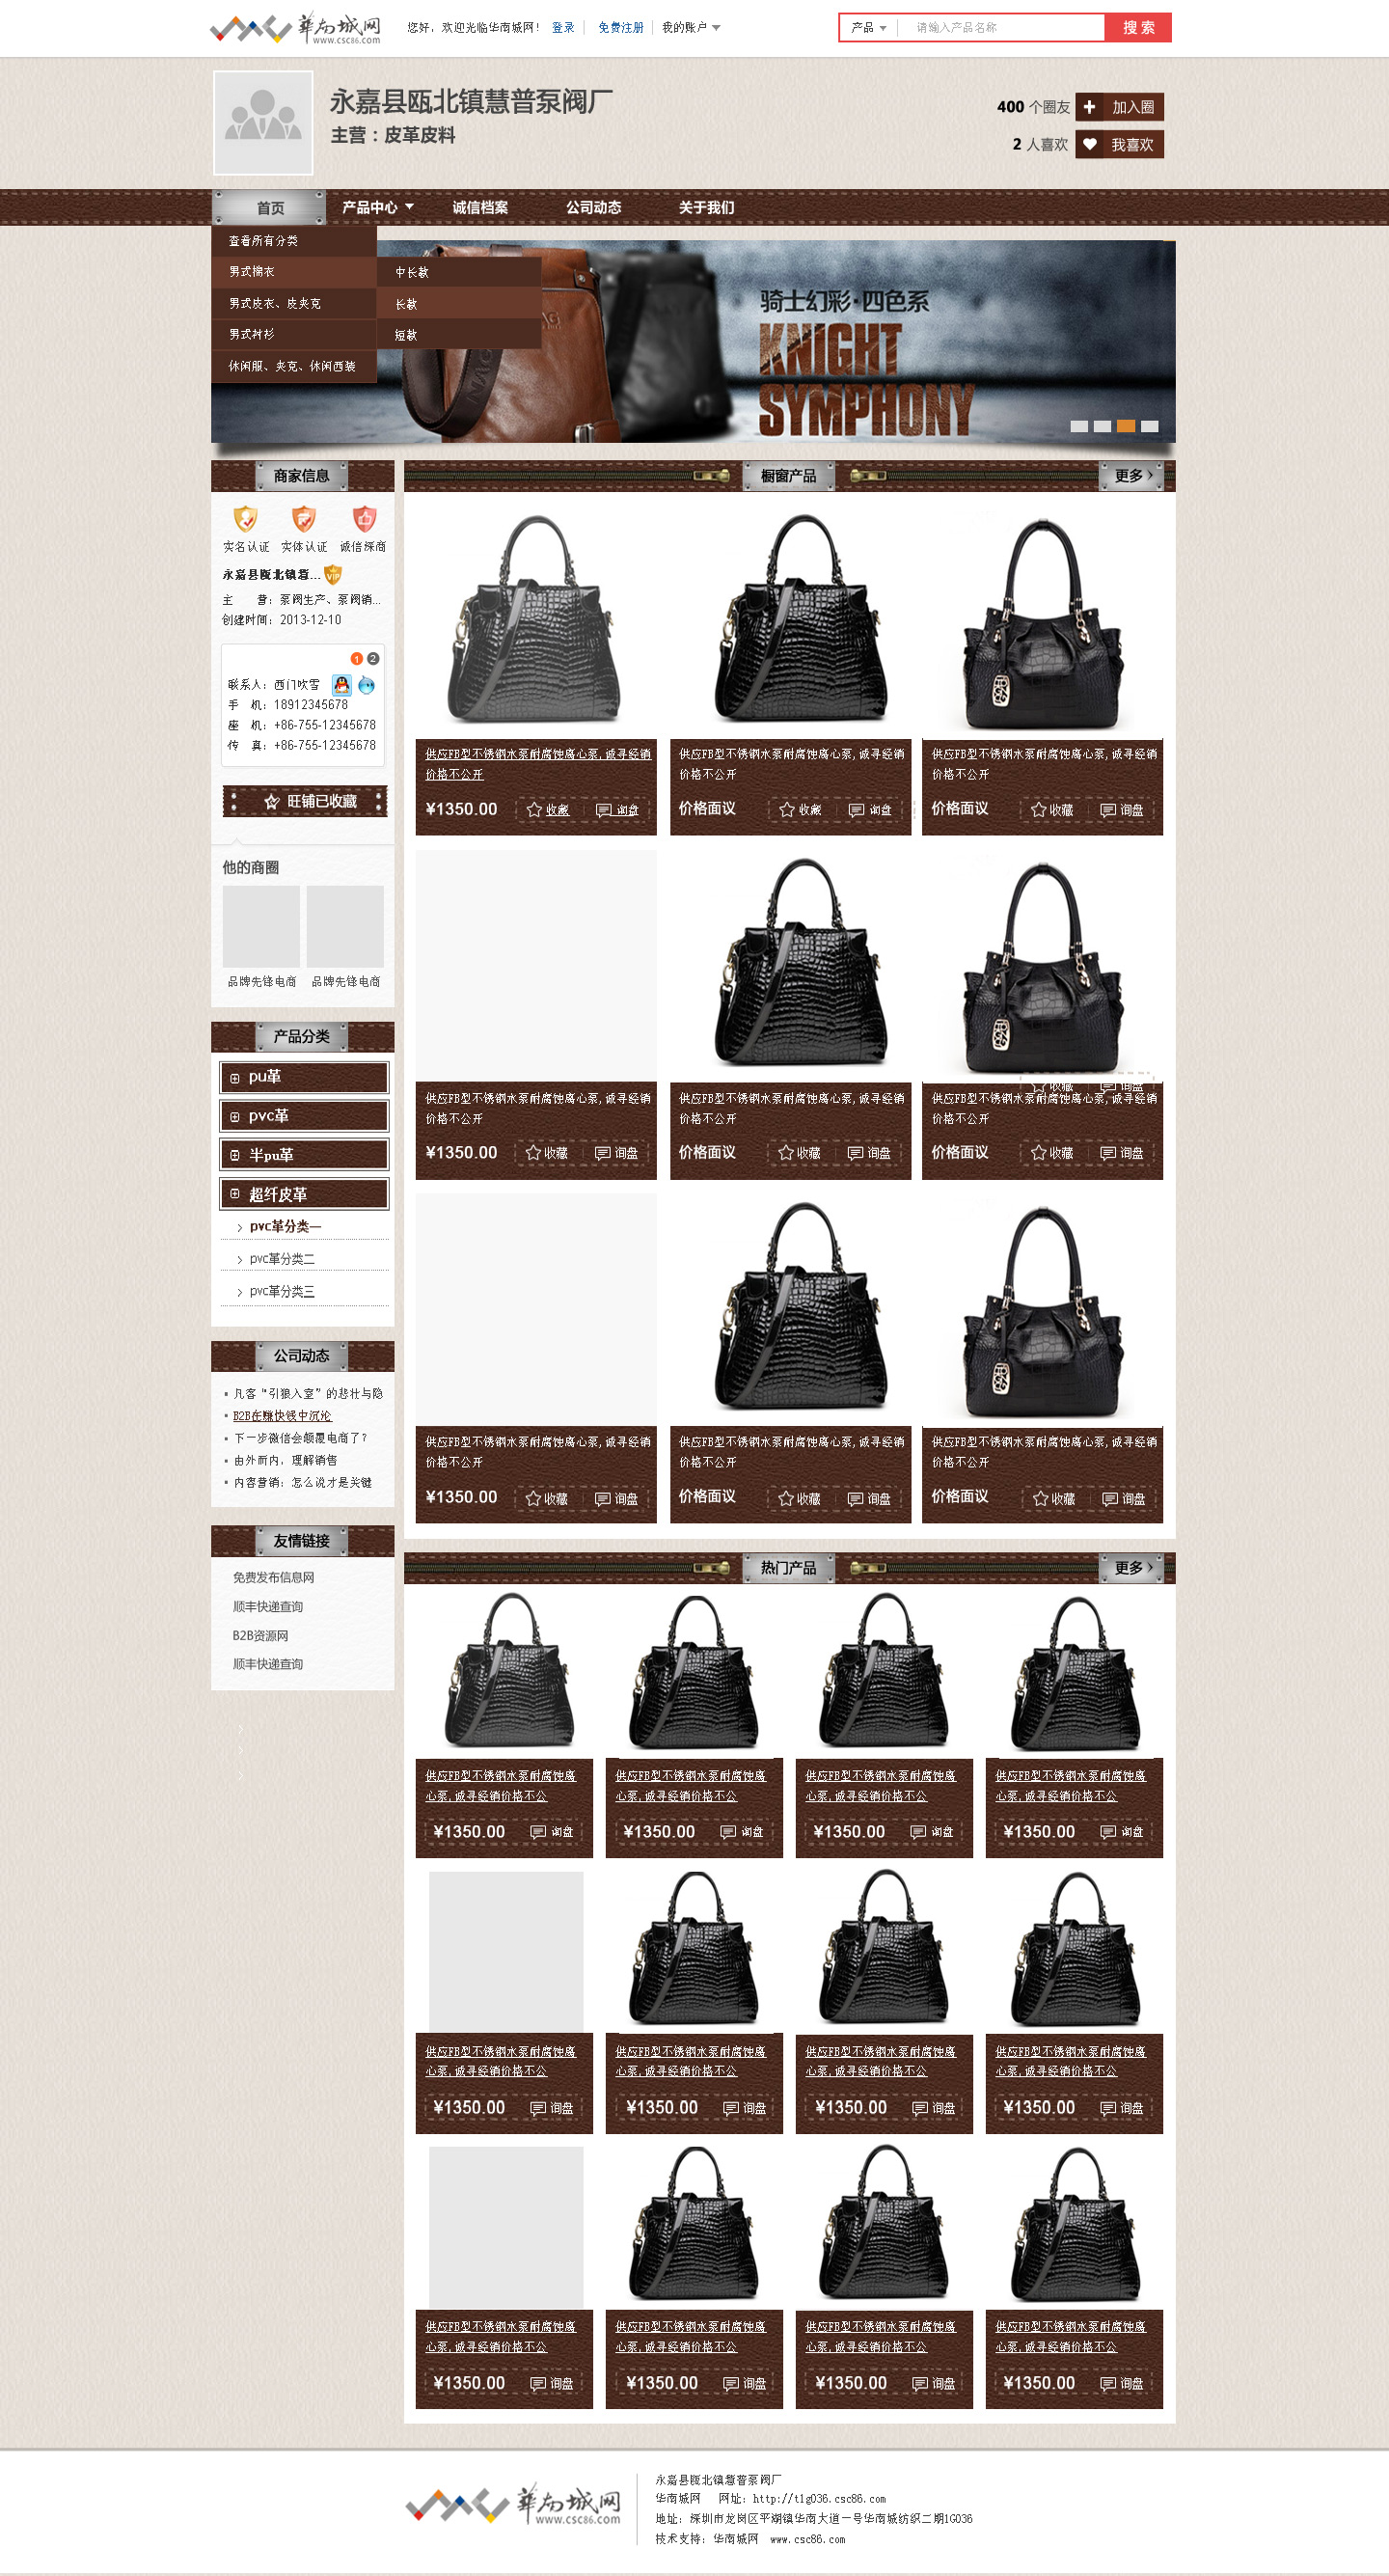 華南城网
www.csc86.com
您好，欢迎光临华南城网！ 登录 免费注册 我的账户
产品 请输入产品名称 搜 索
永嘉县瓯北镇慧普泵阀厂
主营：皮革皮料
400 个圈友 加入圈
2 人喜欢 我喜欢
首页 产品中心 诚信档案 公司动态 关于我们
查看所有分类
男式棉衣
男式皮衣、皮夹克
男式衬衫
休闲服、夹克、休闲西装
中长款
长款
短款
骑士幻彩·四色系
KNIGHT
SYMPHONY
商家信息
实名认证 实体认证 诚信保商
永嘉县瓯北镇慧... VIP
主 营：泵阀生产、泵阀销...
创建时间：2013-12-10
1 2
联系人：西门吹雪
手 机：18912345678
座 机：+86-755-12345678
传 真：+86-755-12345678
旺铺已收藏
他的商圈
品牌先锋电商 品牌先锋电商
产品分类
pu革
pvc革
半pu革
超纤皮革
pvc革分类一
pvc革分类二
pvc革分类三
公司动态
凡客“引狼入室”的悲壮与隐
B2B在赚快钱中沉沦
下一步微信会颠覆电商了？
由外而内，理解销售
内容营销：怎么说才是关键
友情链接
免费发布信息网
顺丰快递查询
B2B资源网
顺丰快递查询
橱窗产品 更多
供应FB型不锈钢水泵耐腐蚀离心泵,诚寻经销
价格不公开
¥1350.00 收藏 询盘
供应FB型不锈钢水泵耐腐蚀离心泵,诚寻经销
价格不公开
价格面议 收藏 询盘
供应FB型不锈钢水泵耐腐蚀离心泵,诚寻经销
价格不公开
价格面议 收藏 询盘
供应FB型不锈钢水泵耐腐蚀离心泵,诚寻经销
价格不公开
¥1350.00 收藏 询盘
供应FB型不锈钢水泵耐腐蚀离心泵,诚寻经销
价格不公开
价格面议 收藏 询盘
收藏 询盘
供应FB型不锈钢水泵耐腐蚀离心泵,诚寻经销
价格不公开
价格面议 收藏 询盘
供应FB型不锈钢水泵耐腐蚀离心泵,诚寻经销
价格不公开
¥1350.00 收藏 询盘
供应FB型不锈钢水泵耐腐蚀离心泵,诚寻经销
价格不公开
价格面议 收藏 询盘
供应FB型不锈钢水泵耐腐蚀离心泵,诚寻经销
价格不公开
价格面议 收藏 询盘
热门产品 更多
供应FB型不锈钢水泵耐腐蚀离
心泵,诚寻经销价格不公
¥1350.00 询盘
供应FB型不锈钢水泵耐腐蚀离
心泵,诚寻经销价格不公
¥1350.00 询盘
供应FB型不锈钢水泵耐腐蚀离
心泵,诚寻经销价格不公
¥1350.00 询盘
供应FB型不锈钢水泵耐腐蚀离
心泵,诚寻经销价格不公
¥1350.00 询盘
供应FB型不锈钢水泵耐腐蚀离
心泵,诚寻经销价格不公
¥1350.00 询盘
供应FB型不锈钢水泵耐腐蚀离
心泵,诚寻经销价格不公
¥1350.00 询盘
供应FB型不锈钢水泵耐腐蚀离
心泵,诚寻经销价格不公
¥1350.00 询盘
供应FB型不锈钢水泵耐腐蚀离
心泵,诚寻经销价格不公
¥1350.00 询盘
供应FB型不锈钢水泵耐腐蚀离
心泵,诚寻经销价格不公
¥1350.00 询盘
供应FB型不锈钢水泵耐腐蚀离
心泵,诚寻经销价格不公
¥1350.00 询盘
供应FB型不锈钢水泵耐腐蚀离
心泵,诚寻经销价格不公
¥1350.00 询盘
供应FB型不锈钢水泵耐腐蚀离
心泵,诚寻经销价格不公
¥1350.00 询盘
華南城网
www.csc86.com
永嘉县瓯北镇慧普泵阀厂
华南城网 网址：http://t1g036.csc86.com
地址：深圳市龙岗区平湖镇华南大道一号华南城纺织二期1G036
技术支持：华南城网 www.csc86.com